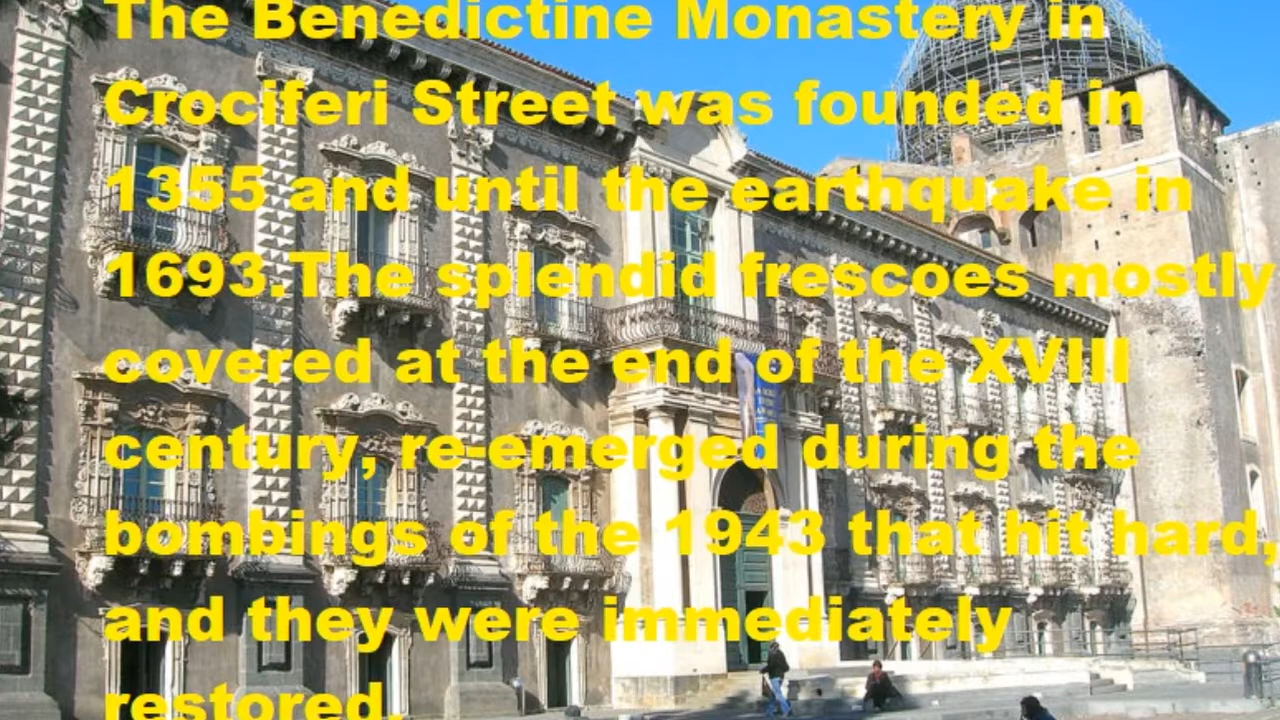 The Benedictine Monastery in
Crociferi Street was founded in
1355 and until the earthquake in
1693.The splendid frescoes mostly
covered at the end of the XVIII
century, re-emerged during the
bombings of the 1943 that hit hard,
and they were immediately
restored.